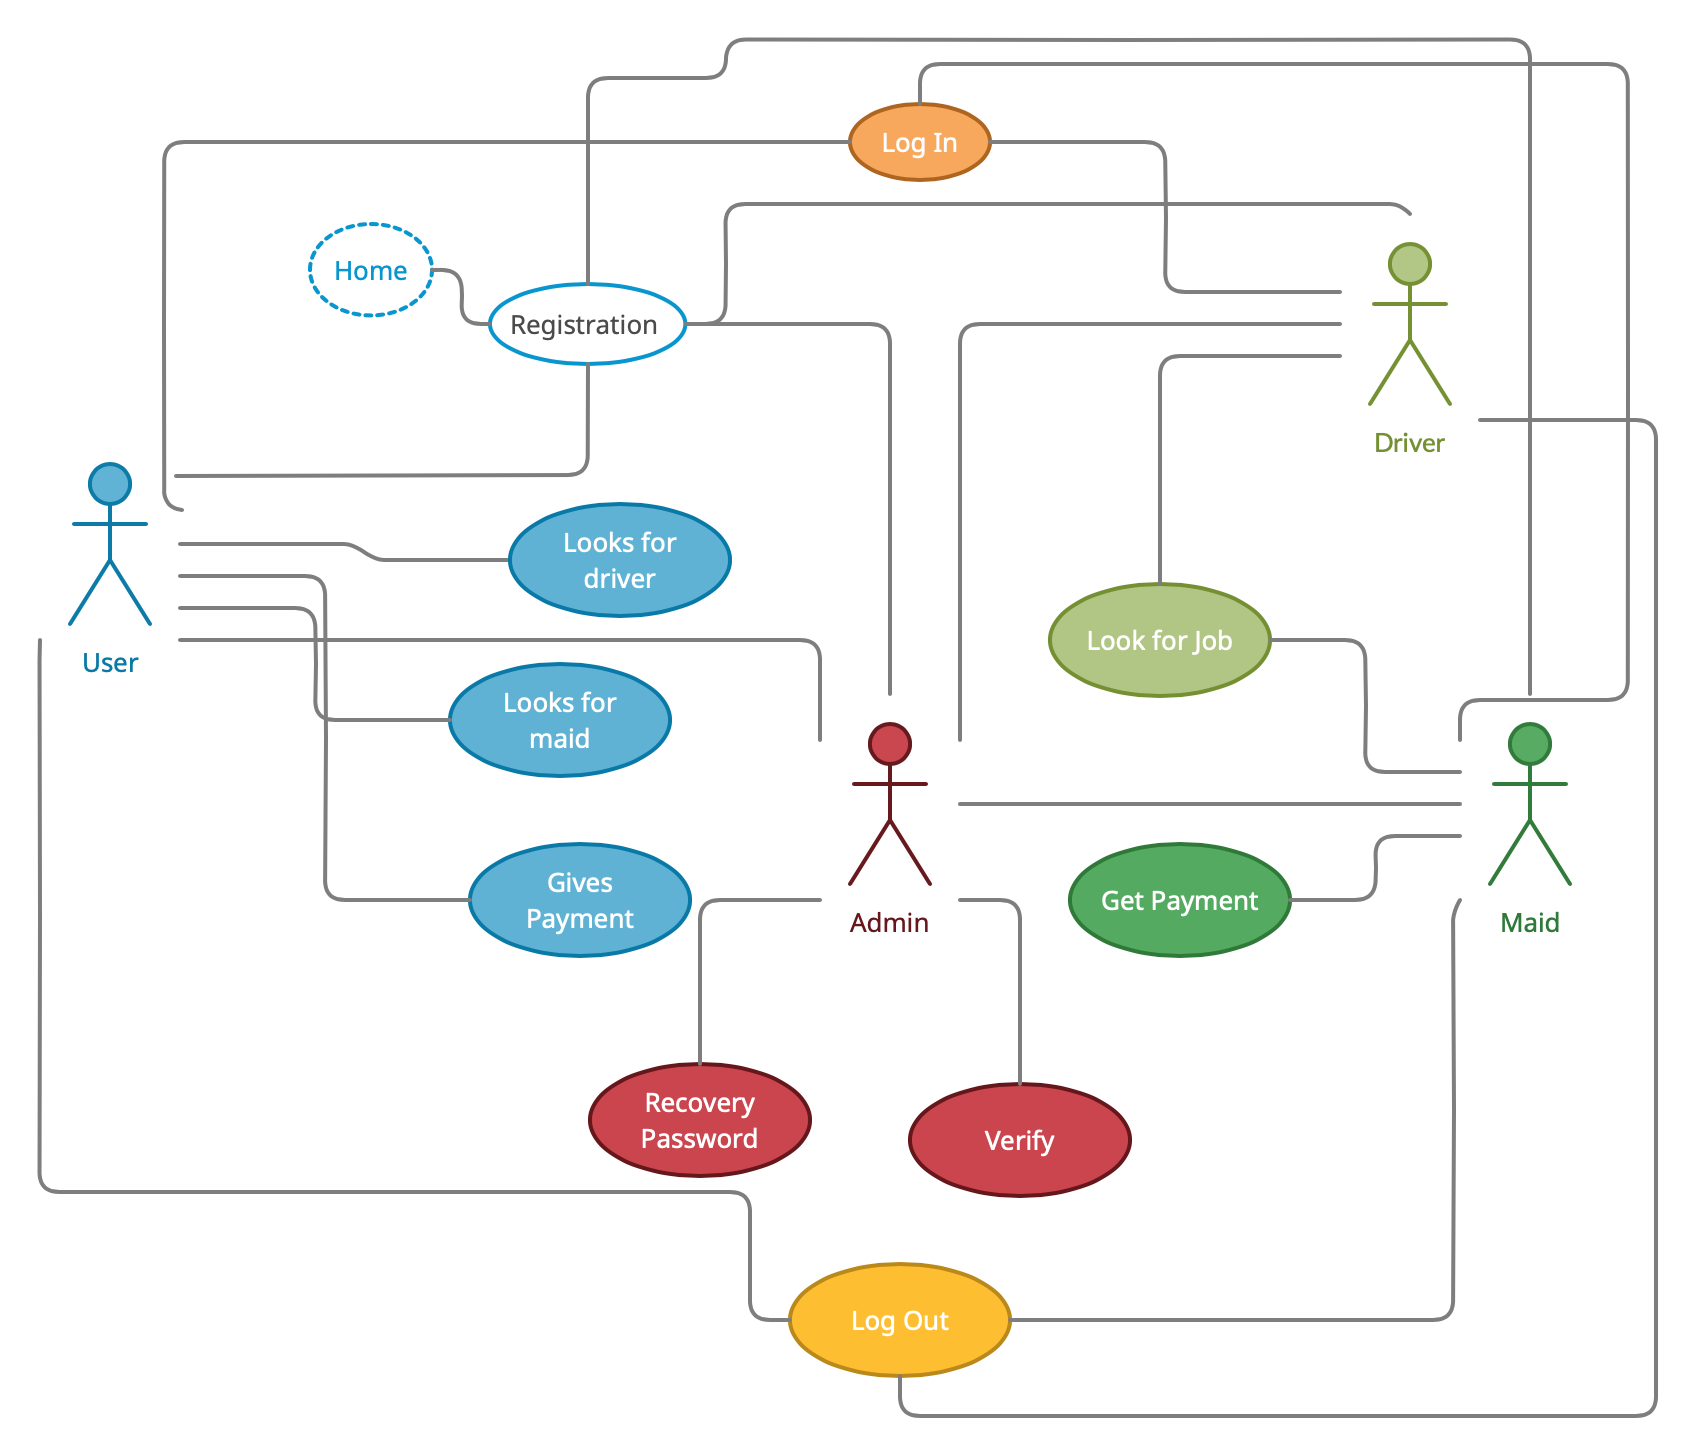 Log In
Home
Registration
Driver
Looks for
driver
Look for Job
User
Looks for
maid
Gives
Payment
Get Payment
Admin
Maid
Recovery
Password
Verify
Log Out